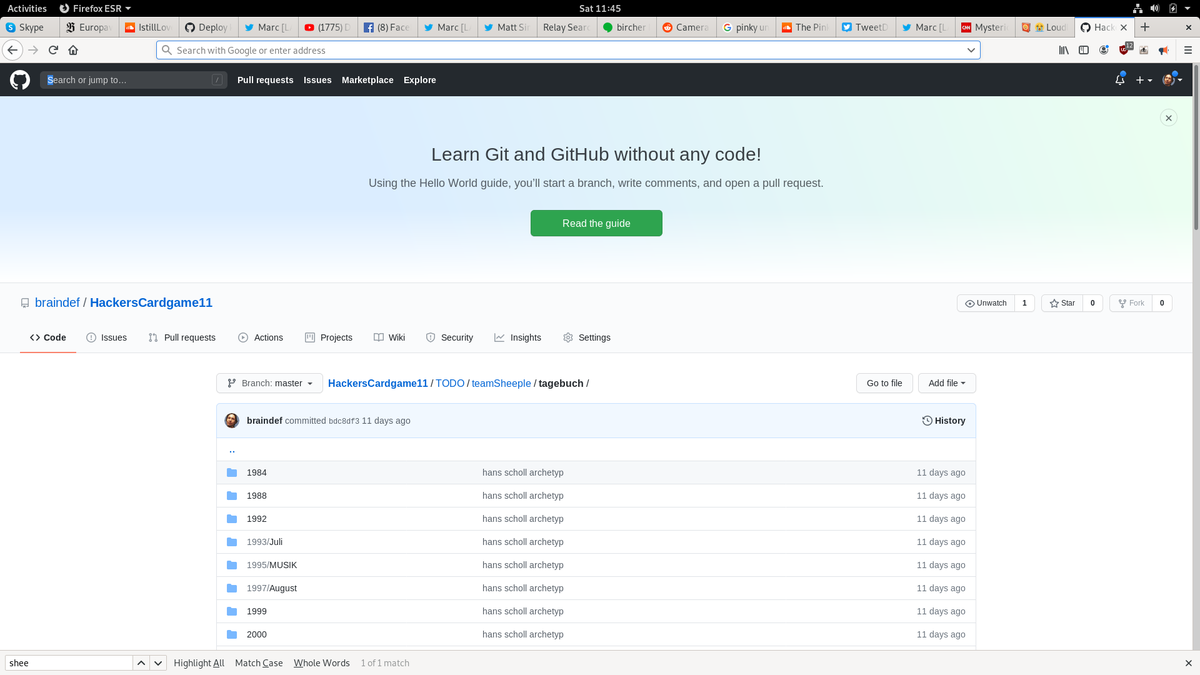 Activities Firefox ESR Sat 11:45
Skype Europa IstillLov Deploy Marc [L (1775) D (8) Face Marc [L Matt Si Relay Searc bircher Camera pinky un The Pin TweetD Marc [L Mysteri Loudi Hacke
Search with Google or enter address
Search or jump to… / Pull requests Issues Marketplace Explore
Learn Git and GitHub without any code!
Using the Hello World guide, you’ll start a branch, write comments, and open a pull request.
Read the guide
braindef / HackersCardgame11 Unwatch 1 Star 0 Fork 0
Code Issues Pull requests Actions Projects Wiki Security Insights Settings
Branch: master HackersCardgame11 / TODO / teamSheeple / tagebuch / Go to file Add file
braindef committed bdc8df3 11 days ago History
..
1984 hans scholl archetyp 11 days ago
1988 hans scholl archetyp 11 days ago
1992 hans scholl archetyp 11 days ago
1993/Juli hans scholl archetyp 11 days ago
1995/MUSIK hans scholl archetyp 11 days ago
1997/August hans scholl archetyp 11 days ago
1999 hans scholl archetyp 11 days ago
2000 hans scholl archetyp 11 days ago
shee Highlight All Match Case Whole Words 1 of 1 match